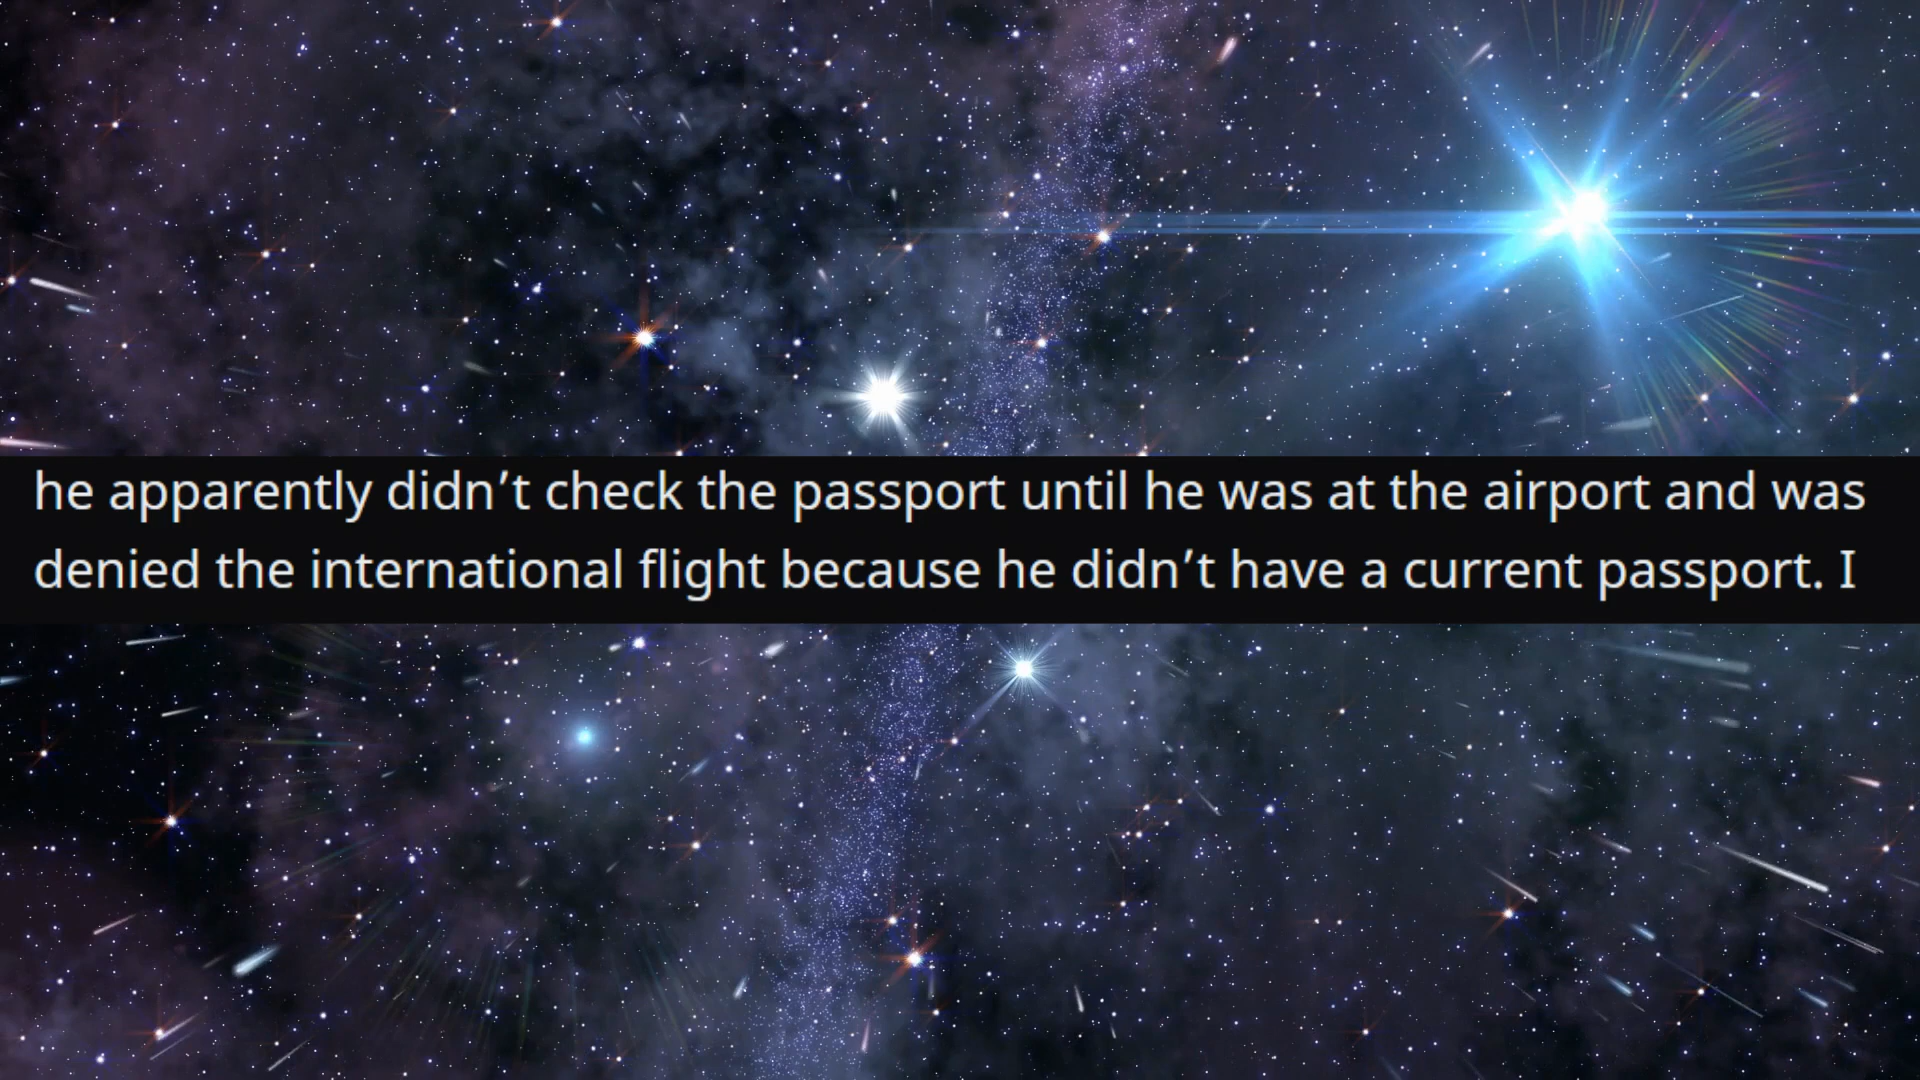 he apparently didn’t check the passport until he was at the airport and was
denied the international flight because he didn’t have a current passport. I